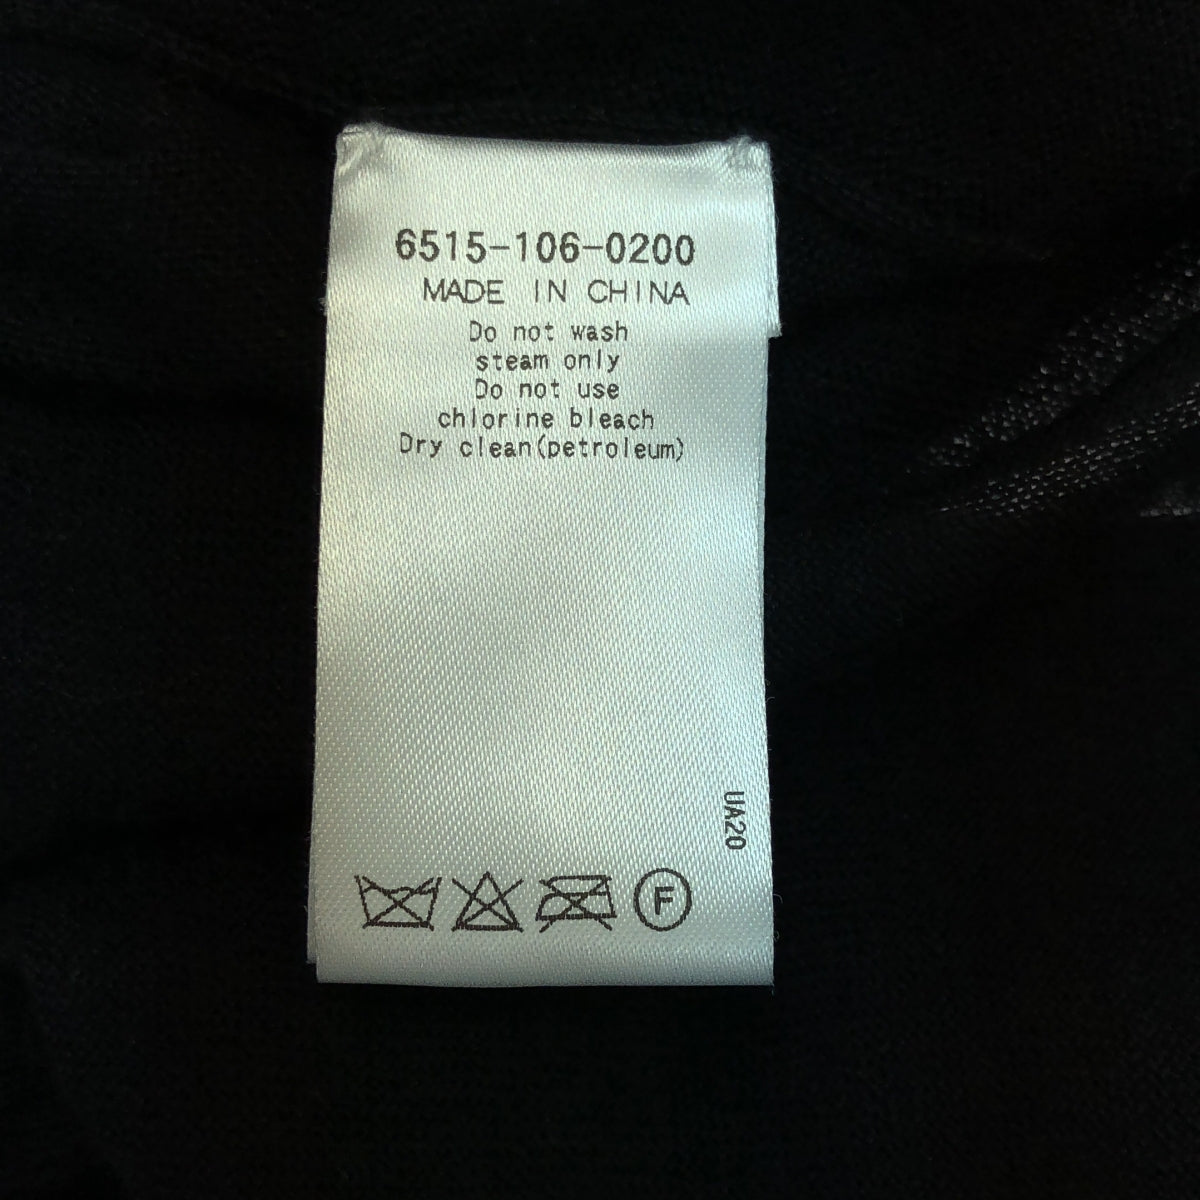 6515-106-0200
MADE IN CHINA
Do not wash
steam only
Do not use
chlorine bleach
Dry clean(petroleum)
UA20
F